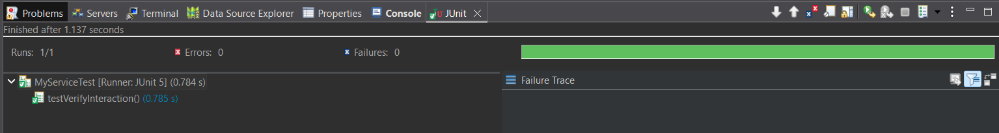 Problems Servers Terminal Data Source Explorer Properties Console JUnit
Finished after 1.137 seconds
Runs: 1/1 Errors: 0 Failures: 0
MyServiceTest [Runner: JUnit 5] (0.784 s)
Failure Trace
testVerifyInteraction() (0.785 s)